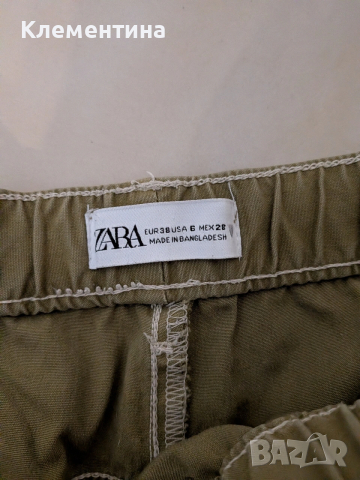 Клементина
ZARA
EUR 38 USA 6 MEX 28
MADE IN BANGLADESH
BAZAR